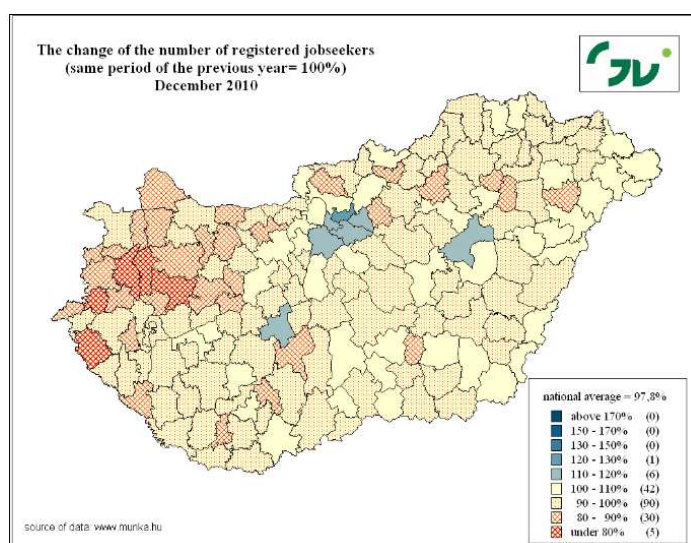 The change of the number of registered jobseekers
(same period of the previous year= 100%)
December 2010
national average = 97,8%
above 170% (0)
150 - 170% (0)
130 - 150% (0)
120 - 130% (1)
110 - 120% (6)
100 - 110% (42)
90 - 100% (90)
80 - 90% (30)
under 80% (5)
source of data: www.munka.hu